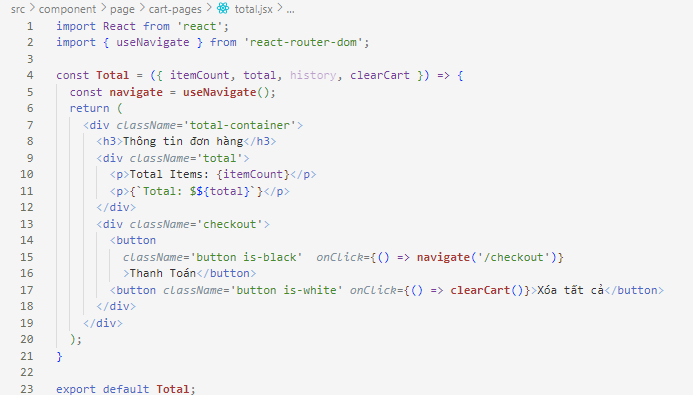 src > component > page > cart-pages > total.jsx > ...
1 import React from 'react';
2 import { useNavigate } from 'react-router-dom';
3
4 const Total = ({ itemCount, total, history, clearCart }) => {
5   const navigate = useNavigate();
6   return (
7     <div className='total-container'>
8       <h3>Thông tin đơn hàng</h3>
9       <div className='total'>
10         <p>Total Items: {itemCount}</p>
11         <p>{`Total: $${total}`}</p>
12       </div>
13       <div className='checkout'>
14         <button
15           className='button is-black'  onClick={() => navigate('/checkout')}
16           >Thanh Toán</button>
17         <button className='button is-white' onClick={() => clearCart()}>Xóa tất cả</button>
18       </div>
19     </div>
20   );
21 }
22
23 export default Total;